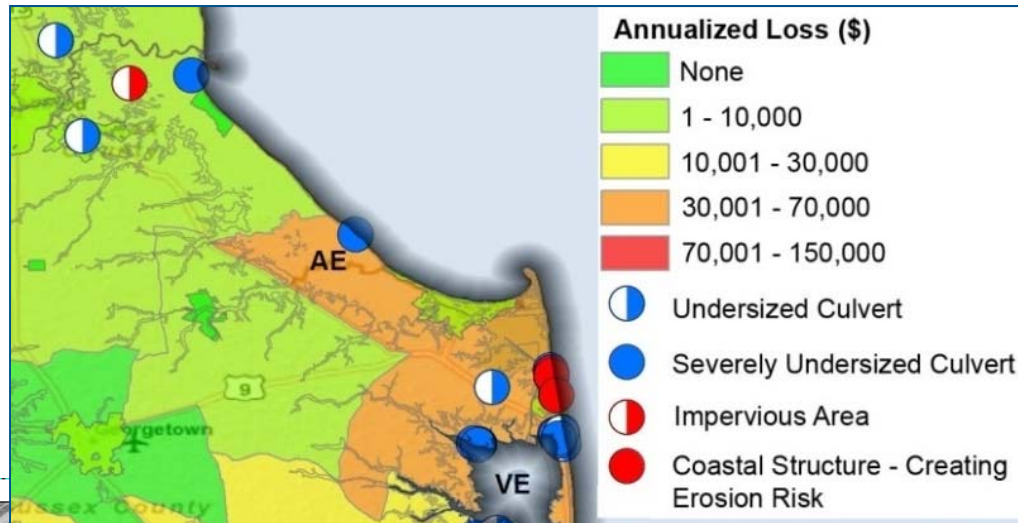 Annualized Loss ($)
None
1 - 10,000
10,001 - 30,000
30,001 - 70,000
70,001 - 150,000
Undersized Culvert
Severely Undersized Culvert
Impervious Area
Coastal Structure - Creating
Erosion Risk
AE
9
Georgetown
VE
ussex County